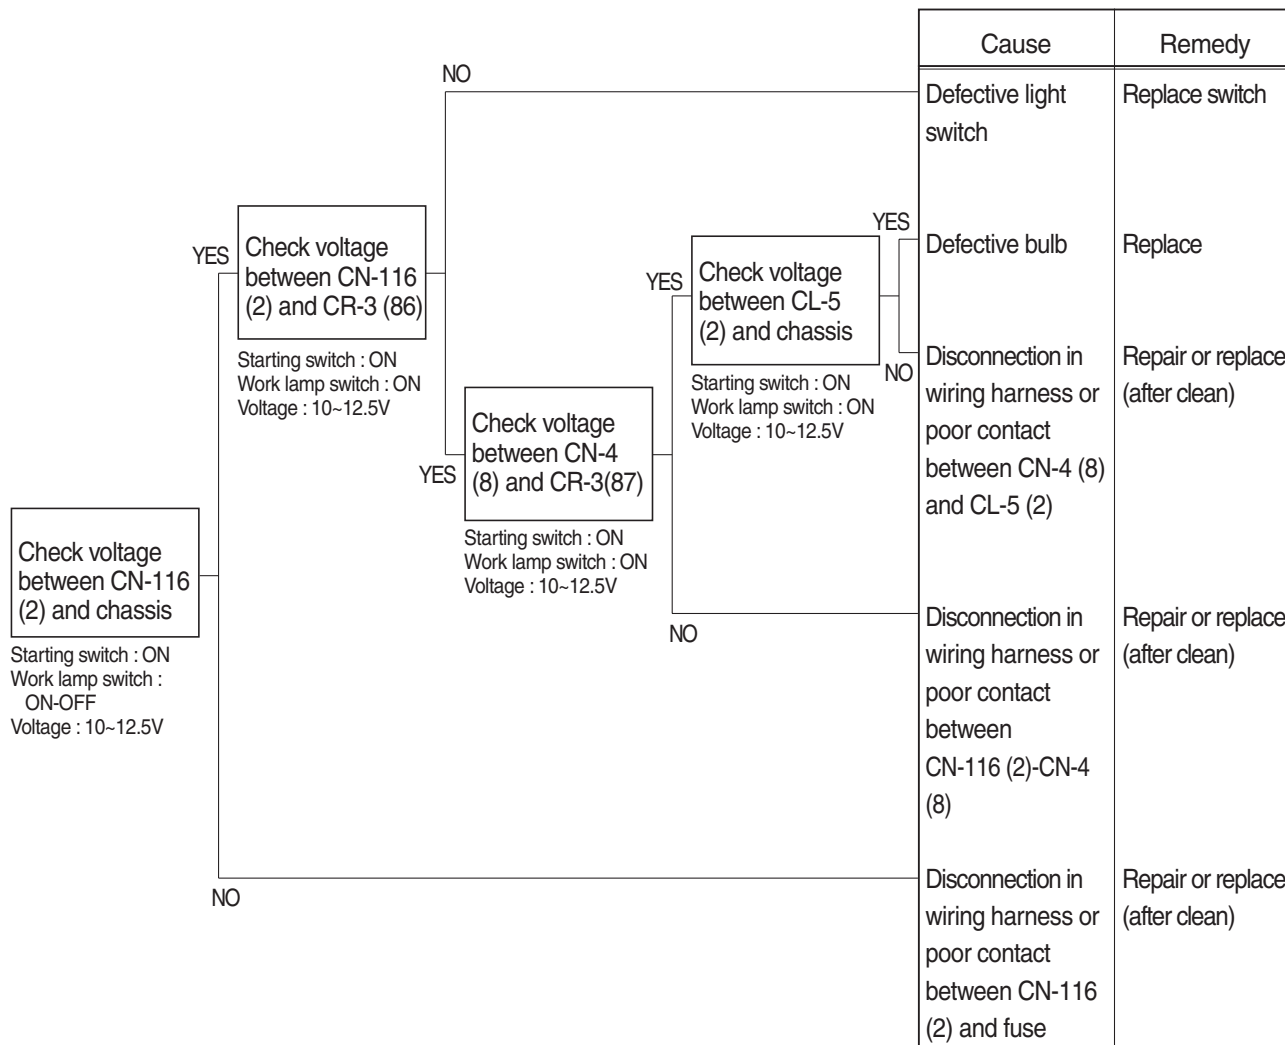 Cause
Remedy
NO
Defective light
switch
Replace switch
YES
Check voltage
between CN-116
(2) and CR-3 (86)
Starting switch : ON
Work lamp switch : ON
Voltage : 10~12.5V
YES
Check voltage
between CN-4
(8) and CR-3(87)
Starting switch : ON
Work lamp switch : ON
Voltage : 10~12.5V
YES
Check voltage
between CL-5
(2) and chassis
Starting switch : ON
Work lamp switch : ON
Voltage : 10~12.5V
YES
Defective bulb
Replace
NO
Disconnection in
wiring harness or
poor contact
between CN-4 (8)
and CL-5 (2)
Repair or replace
(after clean)
Check voltage
between CN-116
(2) and chassis
Starting switch : ON
Work lamp switch :
ON-OFF
Voltage : 10~12.5V
NO
Disconnection in
wiring harness or
poor contact
between
CN-116 (2)-CN-4
(8)
Repair or replace
(after clean)
NO
Disconnection in
wiring harness or
poor contact
between CN-116
(2) and fuse
Repair or replace
(after clean)